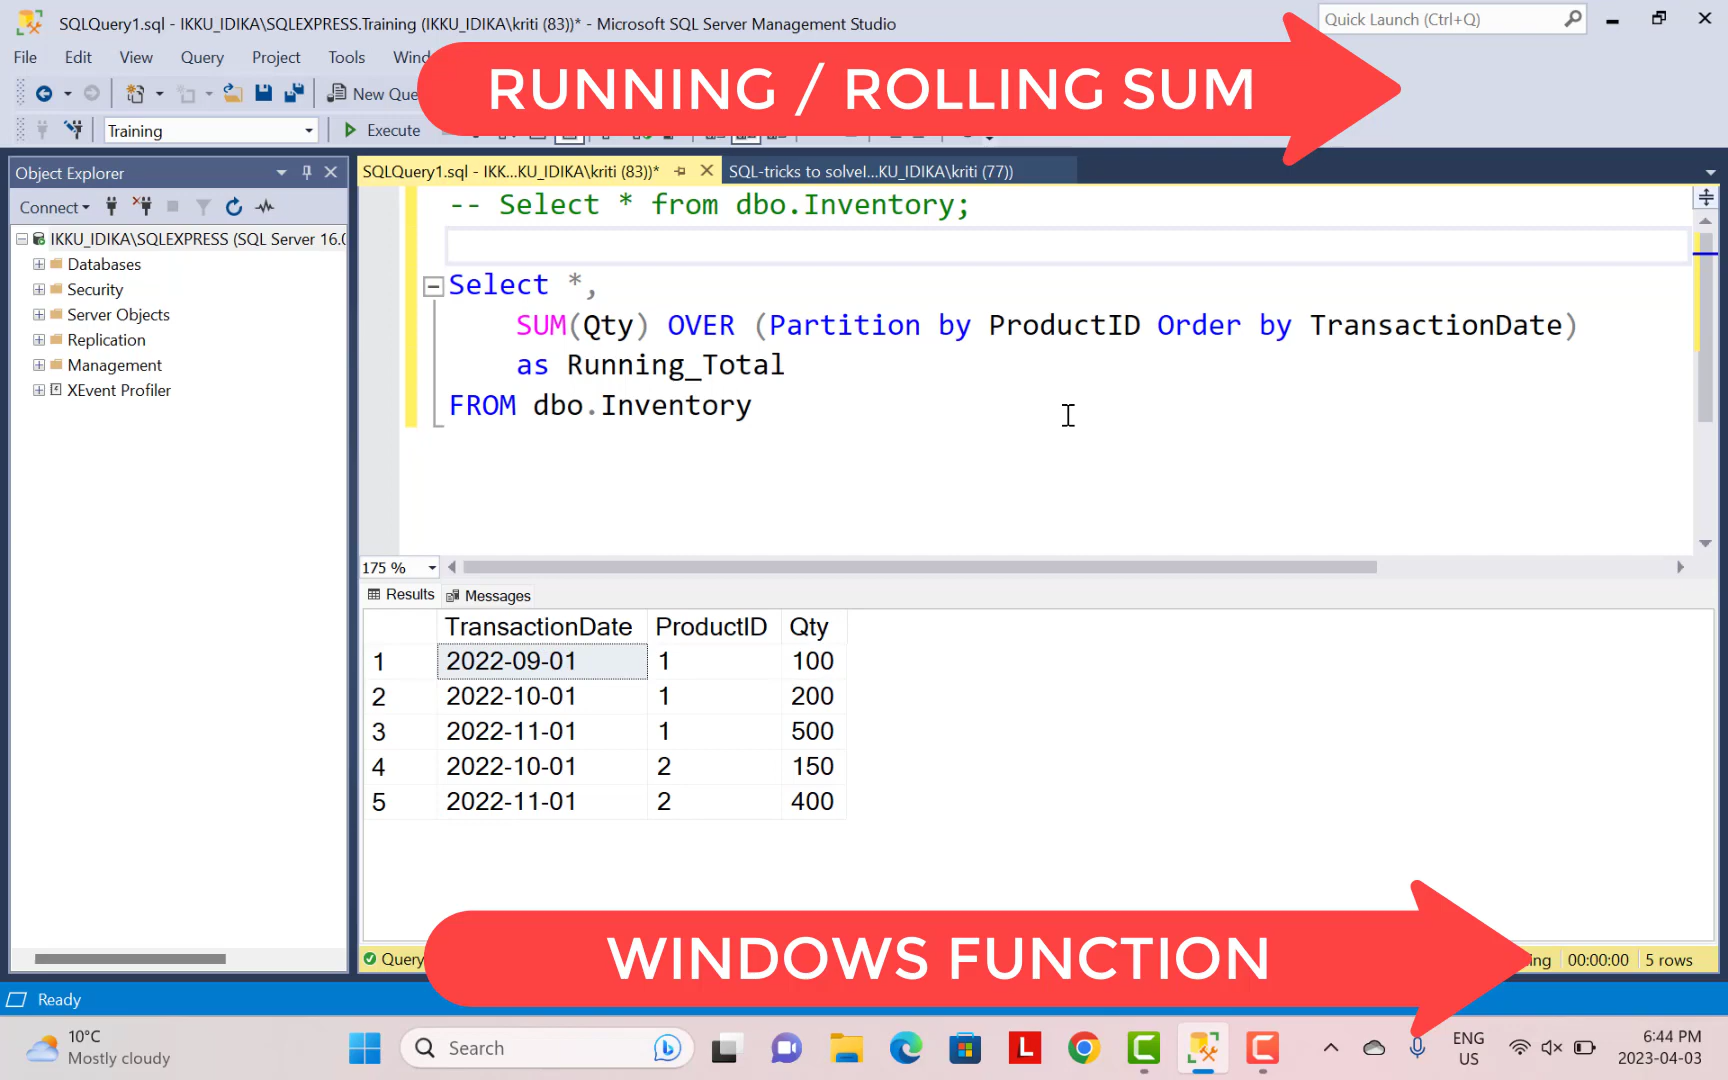 SQLQuery1.sql - IKKU_IDIKA\SQLEXPRESS.Training (IKKU_IDIKA\kriti (83))* - Microsoft SQL Server Management Studio
Quick Launch (Ctrl+Q)
File Edit View Query Project Tools
RUNNING / ROLLING SUM
New Que
Training
Execute
Object Explorer
SQLQuery1.sql - IKK...KU_IDIKA\kriti (83))*
SQL-tricks to solvel...KU_IDIKA\kriti (77))
Connect
IKKU_IDIKA\SQLEXPRESS (SQL Server 16.0
Databases
Security
Server Objects
Replication
Management
XEvent Profiler
-- Select * from dbo.Inventory;
Select *,
SUM(Qty) OVER (Partition by ProductID Order by TransactionDate)
as Running_Total
FROM dbo.Inventory
175 %
Results Messages
TransactionDate ProductID Qty
1 2022-09-01 1 100
2 2022-10-01 1 200
3 2022-11-01 1 500
4 2022-10-01 2 150
5 2022-11-01 2 400
WINDOWS FUNCTION
Query
ing 00:00:00 5 rows
Ready
10°C
Mostly cloudy
Search
L
ENG
US
6:44 PM
2023-04-03